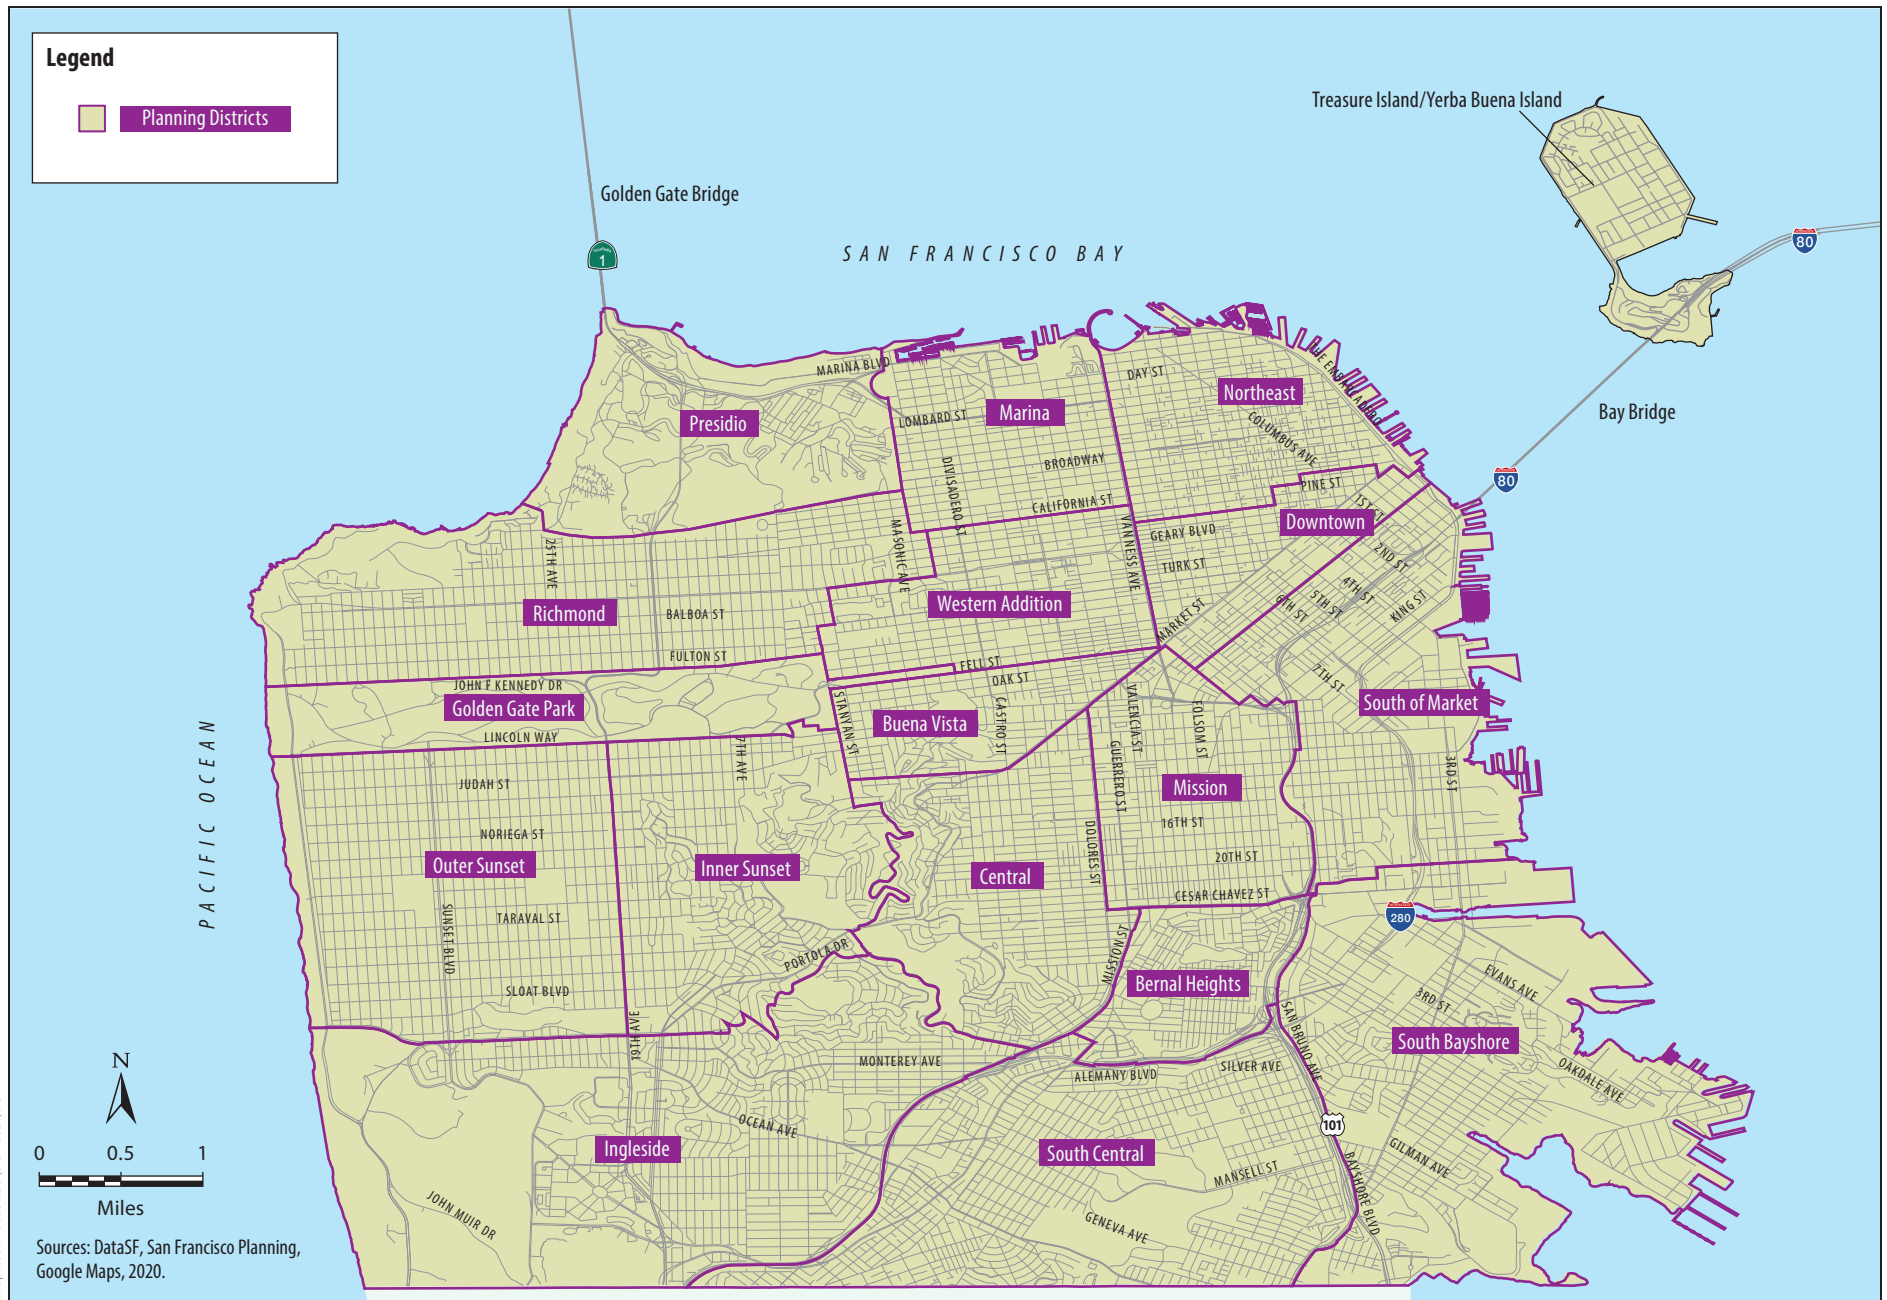 Legend
Planning Districts
Treasure Island/Yerba Buena Island
Golden Gate Bridge
1
SAN FRANCISCO BAY
80
Bay Bridge
80
THE EMBARCADERO
MARINA BLVD
DAY ST
Northeast
Presidio
LOMBARD ST
Marina
COLUMBUS AVE
DIVISADERO ST
BROADWAY
PINE ST
CALIFORNIA ST
1ST ST
MASONIC AVE
VAN NESS AVE
GEARY BLVD
Downtown
25TH AVE
TURK ST
2ND ST
4TH ST
5TH ST
6TH ST
KING ST
Richmond
BALBOA ST
Western Addition
MARKET ST
FULTON ST
FELL ST
OAK ST
7TH ST
JOHN F KENNEDY DR
Golden Gate Park
STANYAN ST
Buena Vista
CASTRO ST
VALENCIA ST
FOLSOM ST
South of Market
LINCOLN WAY
7TH AVE
GUERRERO ST
3RD ST
PACIFIC OCEAN
JUDAH ST
Mission
NORIEGA ST
16TH ST
DOLORES ST
20TH ST
Outer Sunset
Inner Sunset
Central
CESAR CHAVEZ ST
280
SUNSET BLVD
TARAVAL ST
PORTOLA DR
MISSION ST
Bernal Heights
EVANS AVE
SLOAT BLVD
3RD ST
SAN BRUNO AVE
19TH AVE
South Bayshore
MONTEREY AVE
ALEMANY BLVD
SILVER AVE
OAKDALE AVE
N
OCEAN AVE
101
Ingleside
South Central
GILMAN AVE
0 0.5 1
Miles
MANSELL ST
BAYSHORE BLVD
JOHN MUIR DR
GENEVA AVE
Sources: DataSF, San Francisco Planning,
Google Maps, 2020.